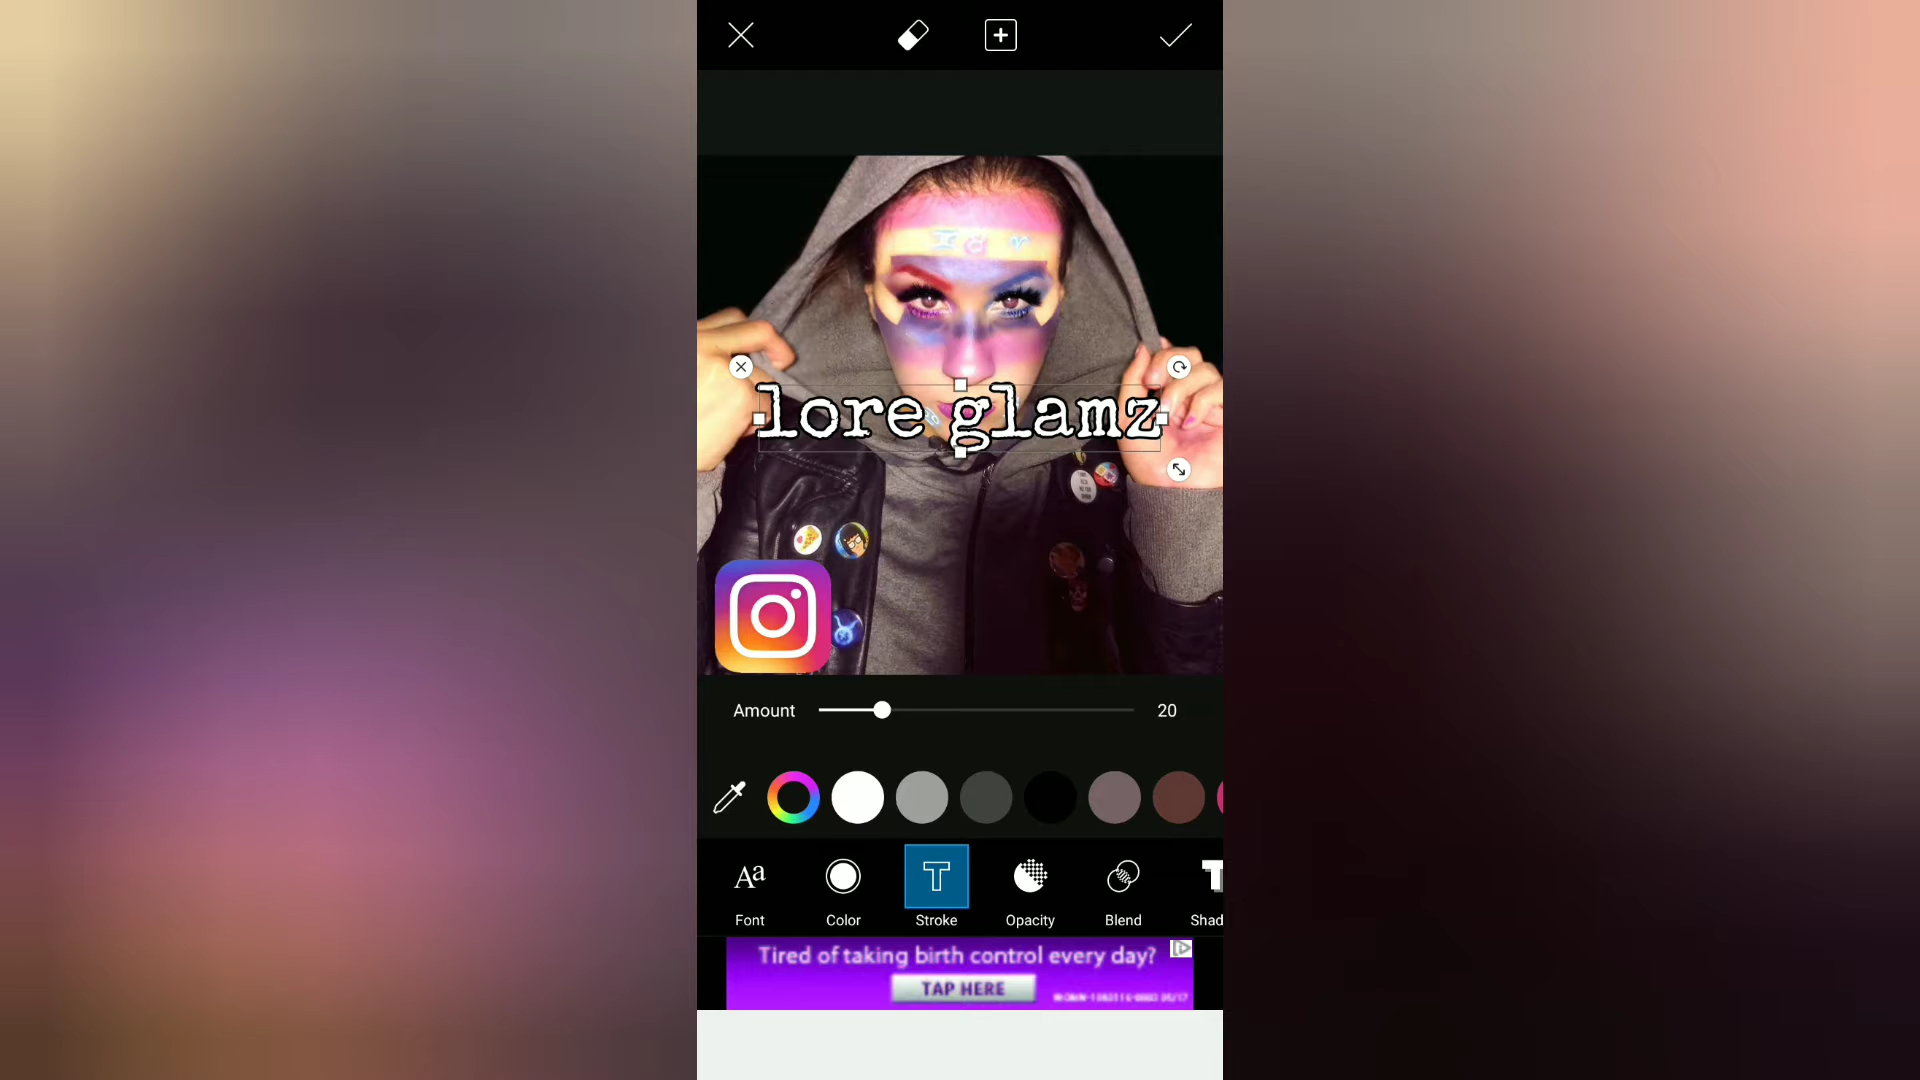 lore glamz
Amount 20
Font Color Stroke Opacity Blend Shad
Tired of taking birth control every day?
TAP HERE